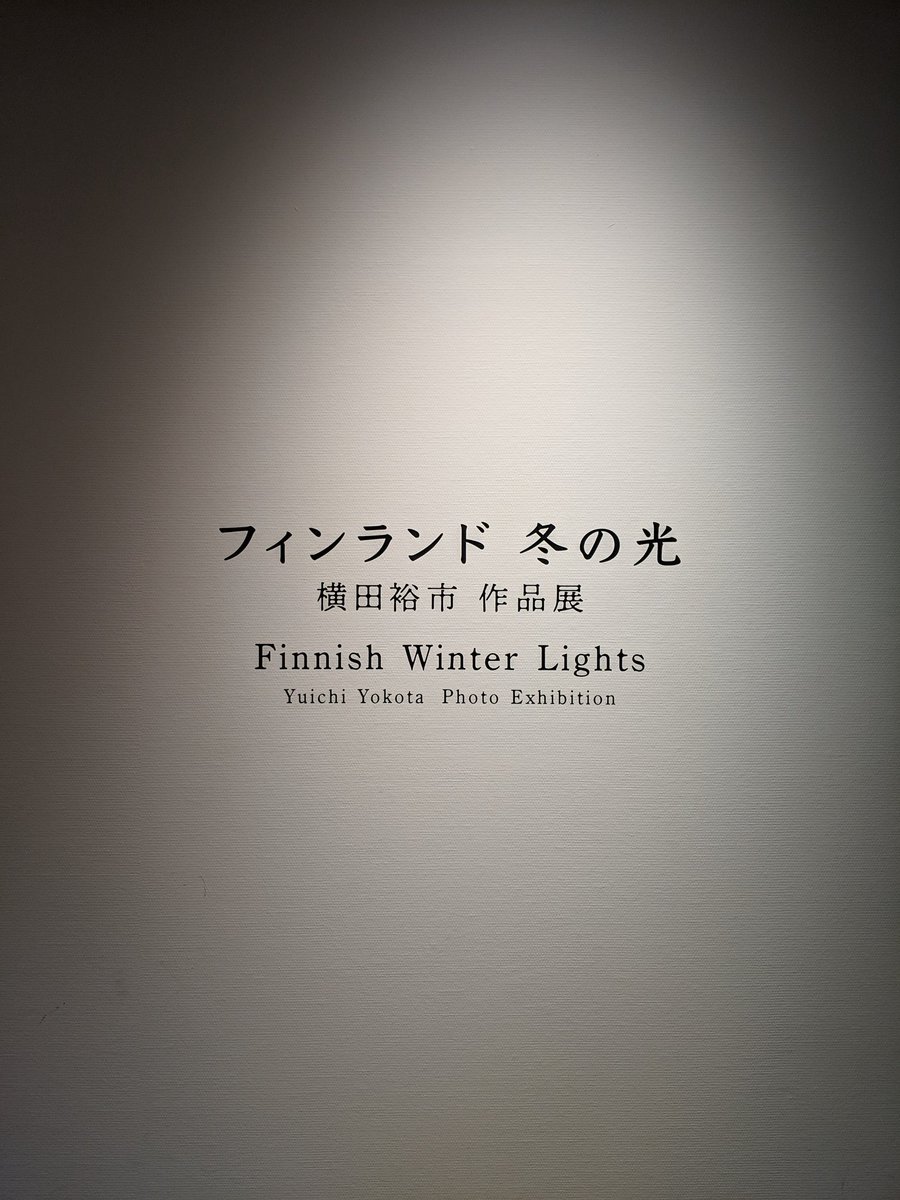 フィンランド 冬の光
横田裕市 作品展
Finnish Winter Lights
Yuichi Yokota Photo Exhibition